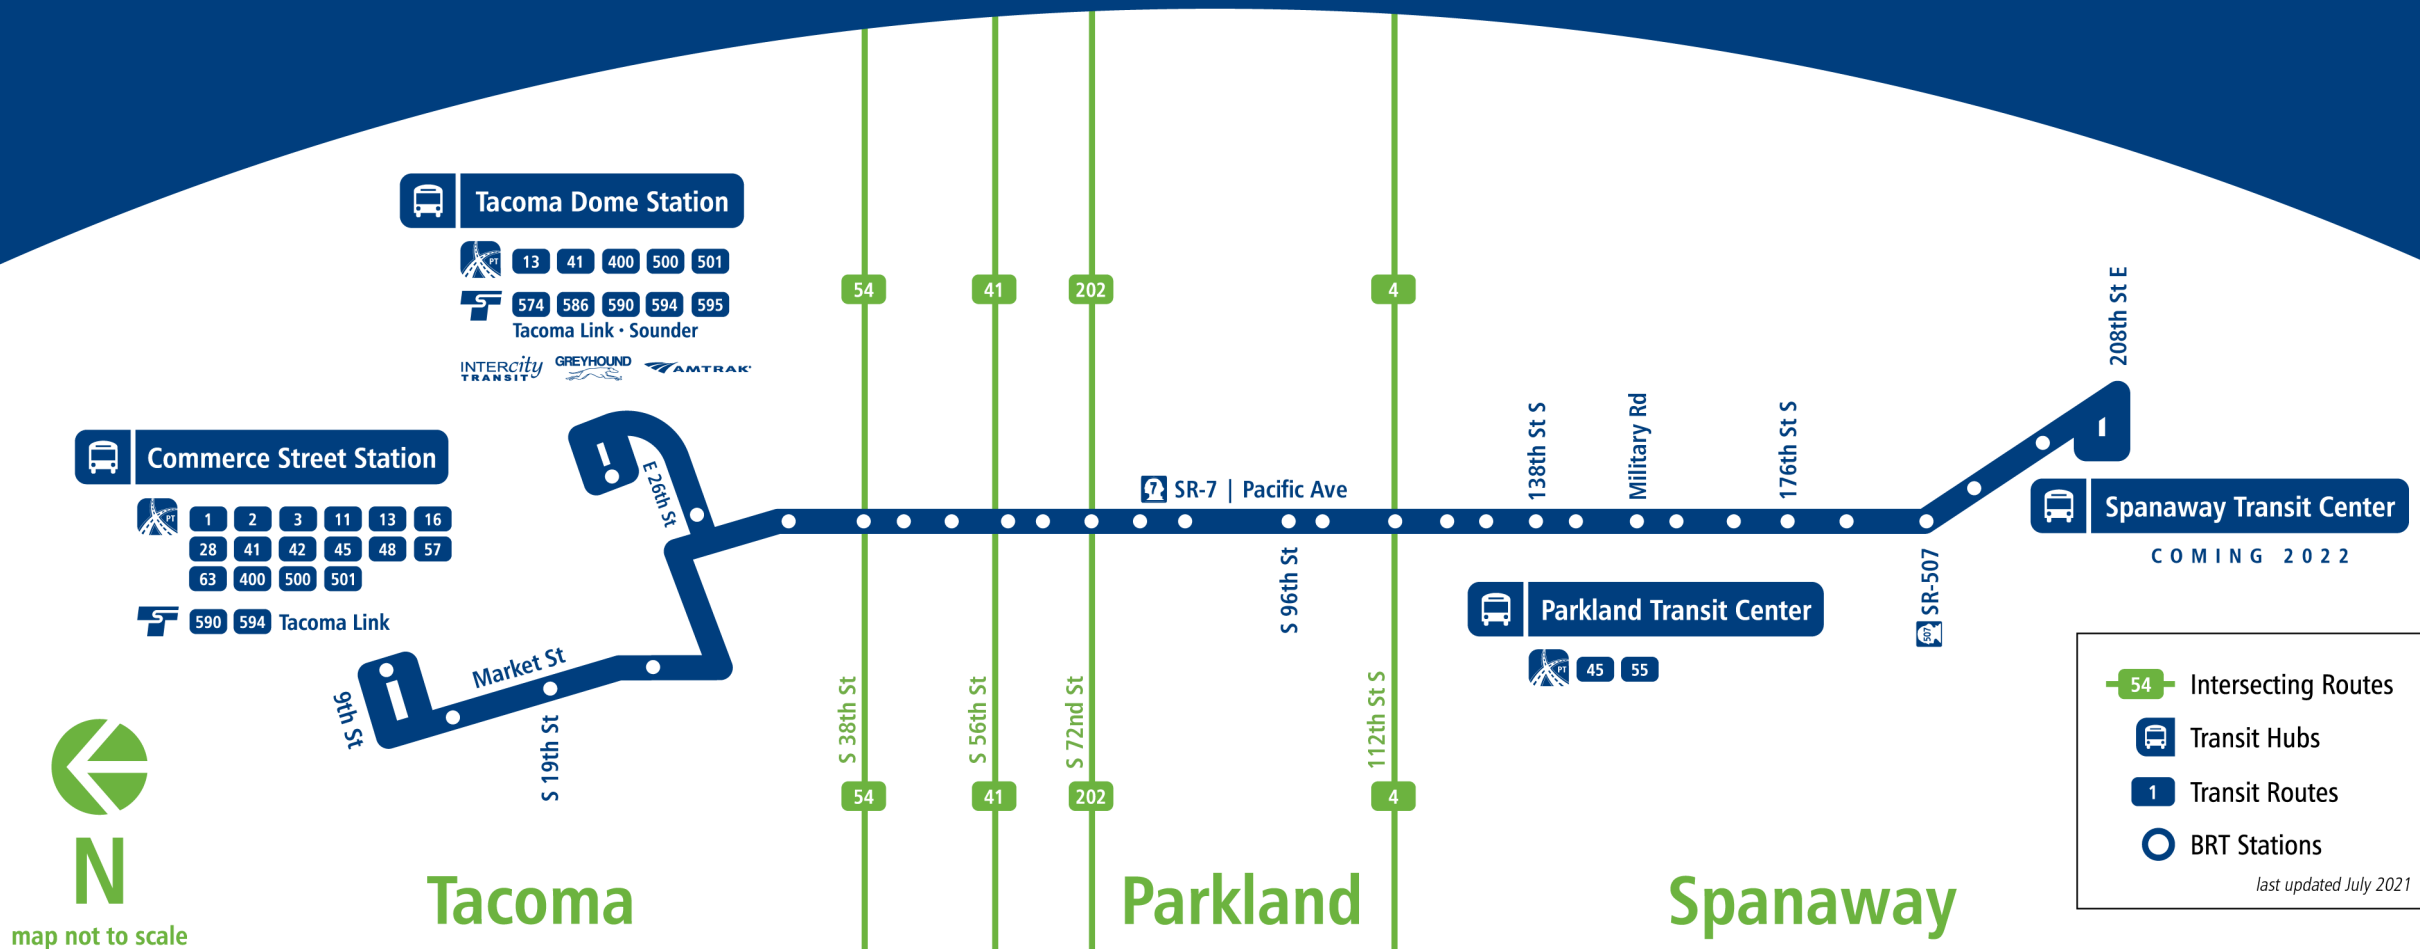 Tacoma Dome Station
PT 13 41 400 500 501
574 586 590 594 595
Tacoma Link · Sounder
INTERcity TRANSIT
GREYHOUND
AMTRAK
Commerce Street Station
PT 1 2 3 11 13 16
28 41 42 45 48 57
63 400 500 501
590 594 Tacoma Link
E 26th St
Market St
9th St
S 19th St
54
41
202
4
7 SR-7 | Pacific Ave
138th St S
Military Rd
176th St S
208th St E
1
S 96th St
Parkland Transit Center
PT 45 55
507 SR-507
Spanaway Transit Center
COMING 2022
S 38th St
S 56th St
S 72nd St
112th St S
54
41
202
4
N
map not to scale
Tacoma
Parkland
Spanaway
54 Intersecting Routes
Transit Hubs
1 Transit Routes
BRT Stations
last updated July 2021